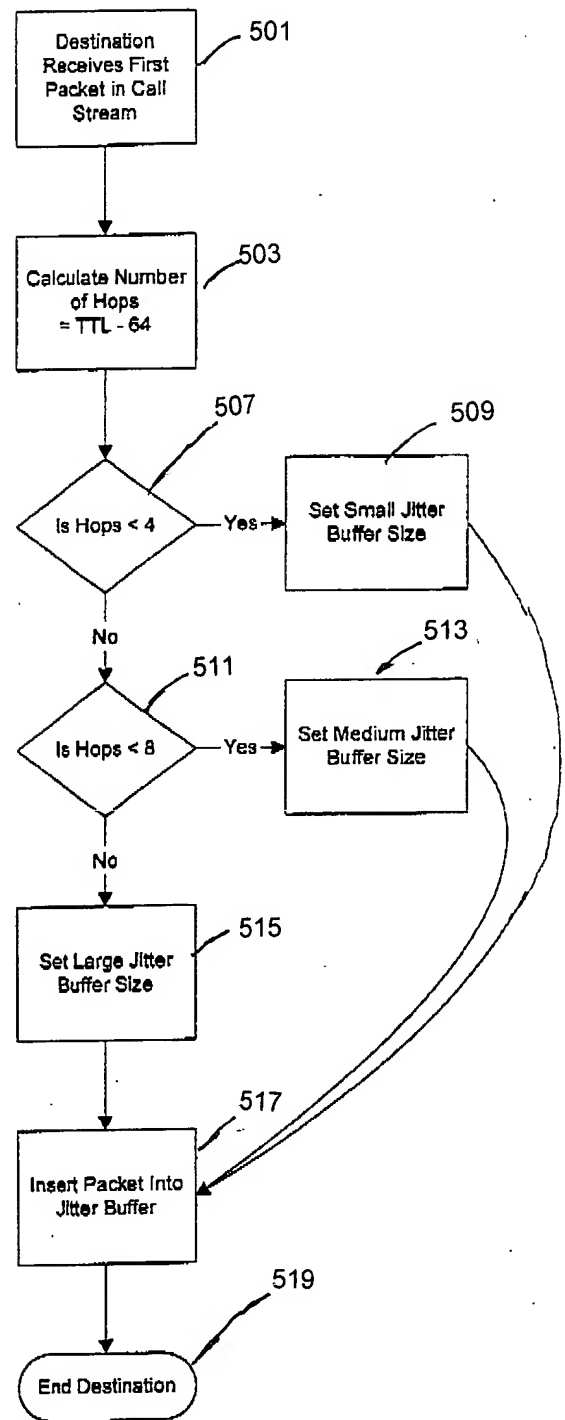 Destination
Receives First
Packet in Call
Stream
501
Calculate Number
of Hops
= TTL - 64
503
507
Is Hops < 4
Yes
509
Set Small Jitter
Buffer Size
No
511
Is Hops < 8
Yes
513
Set Medium Jitter
Buffer Size
No
515
Set Large Jitter
Buffer Size
517
Insert Packet Into
Jitter Buffer
519
End Destination